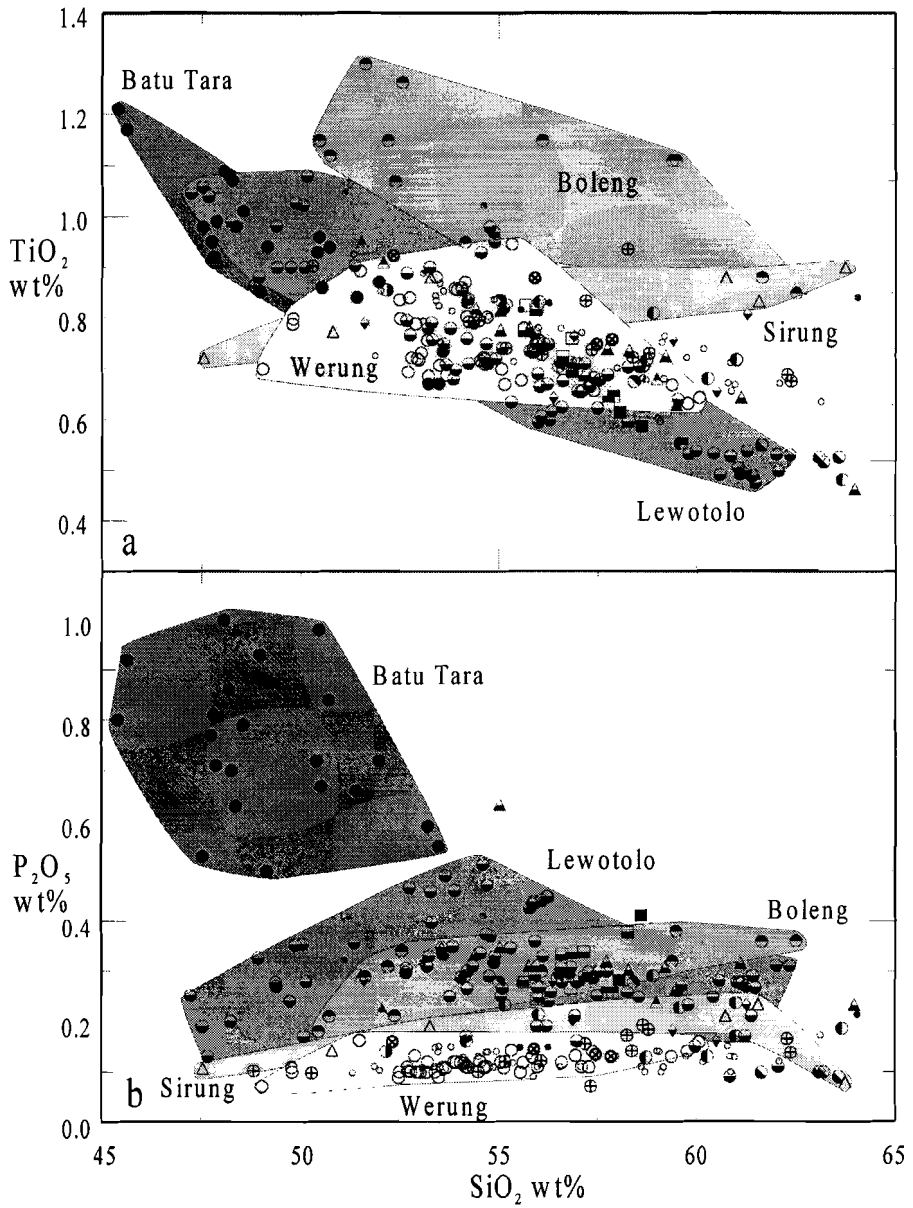 1.4
Batu Tara
1.2
Boleng
1.0
TiO₂
wt%
0.8
Sirung
Werung
0.6
Lewotolo
0.4
a
1.0
Batu Tara
0.8
0.6
P₂O₅
wt%
Lewotolo
0.4
Boleng
0.2
Sirung
b
Werung
0.0
45 50 55 60 65
SiO₂ wt%